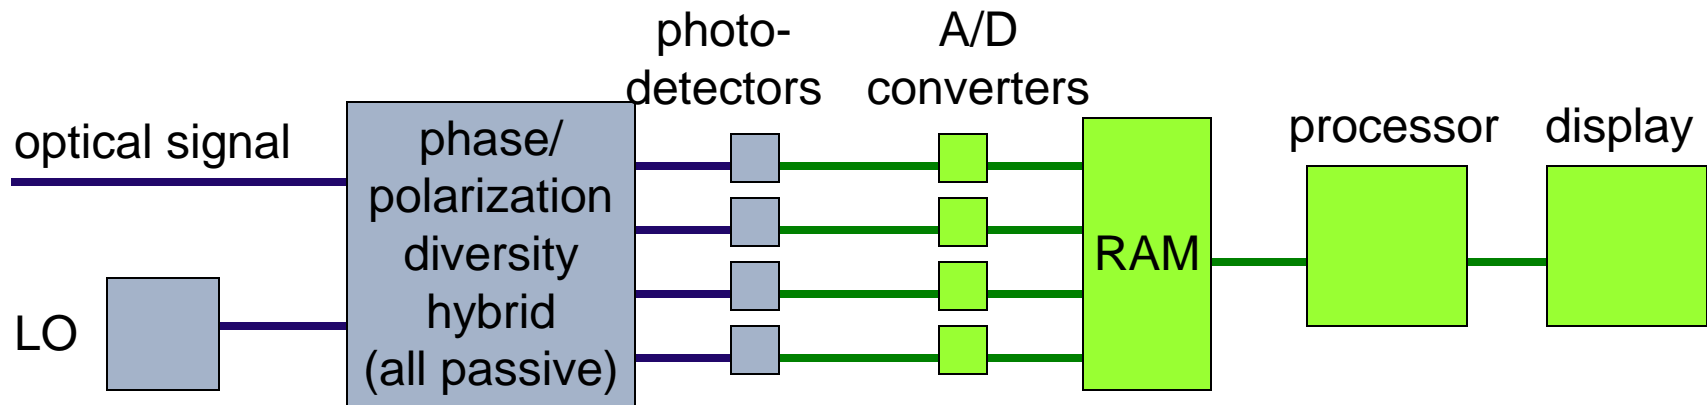 optical signal
LO
phase/
polarization
diversity
hybrid
(all passive)
photo-
detectors
A/D
converters
RAM
processor
display